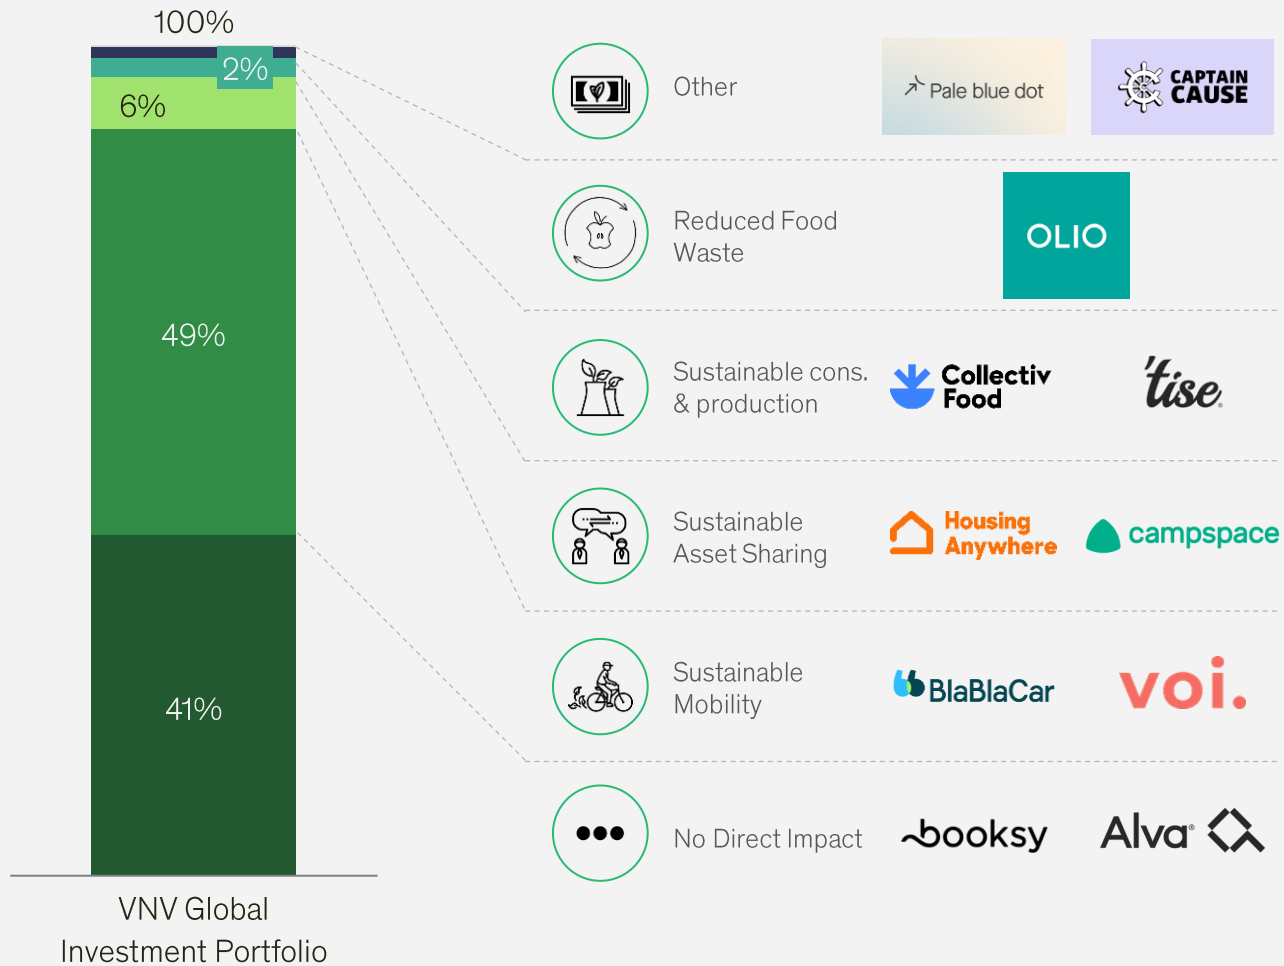 100%
2%
6%
49%
41%
VNV Global
Investment Portfolio
Other
Pale blue dot
CAPTAIN
CAUSE
Reduced Food
Waste
OLIO
Sustainable cons.
& production
Collectiv
Food
'tise®
Sustainable
Asset Sharing
Housing
Anywhere
campspace
Sustainable
Mobility
BlaBlaCar
voi.
No Direct Impact
booksy
Alva®